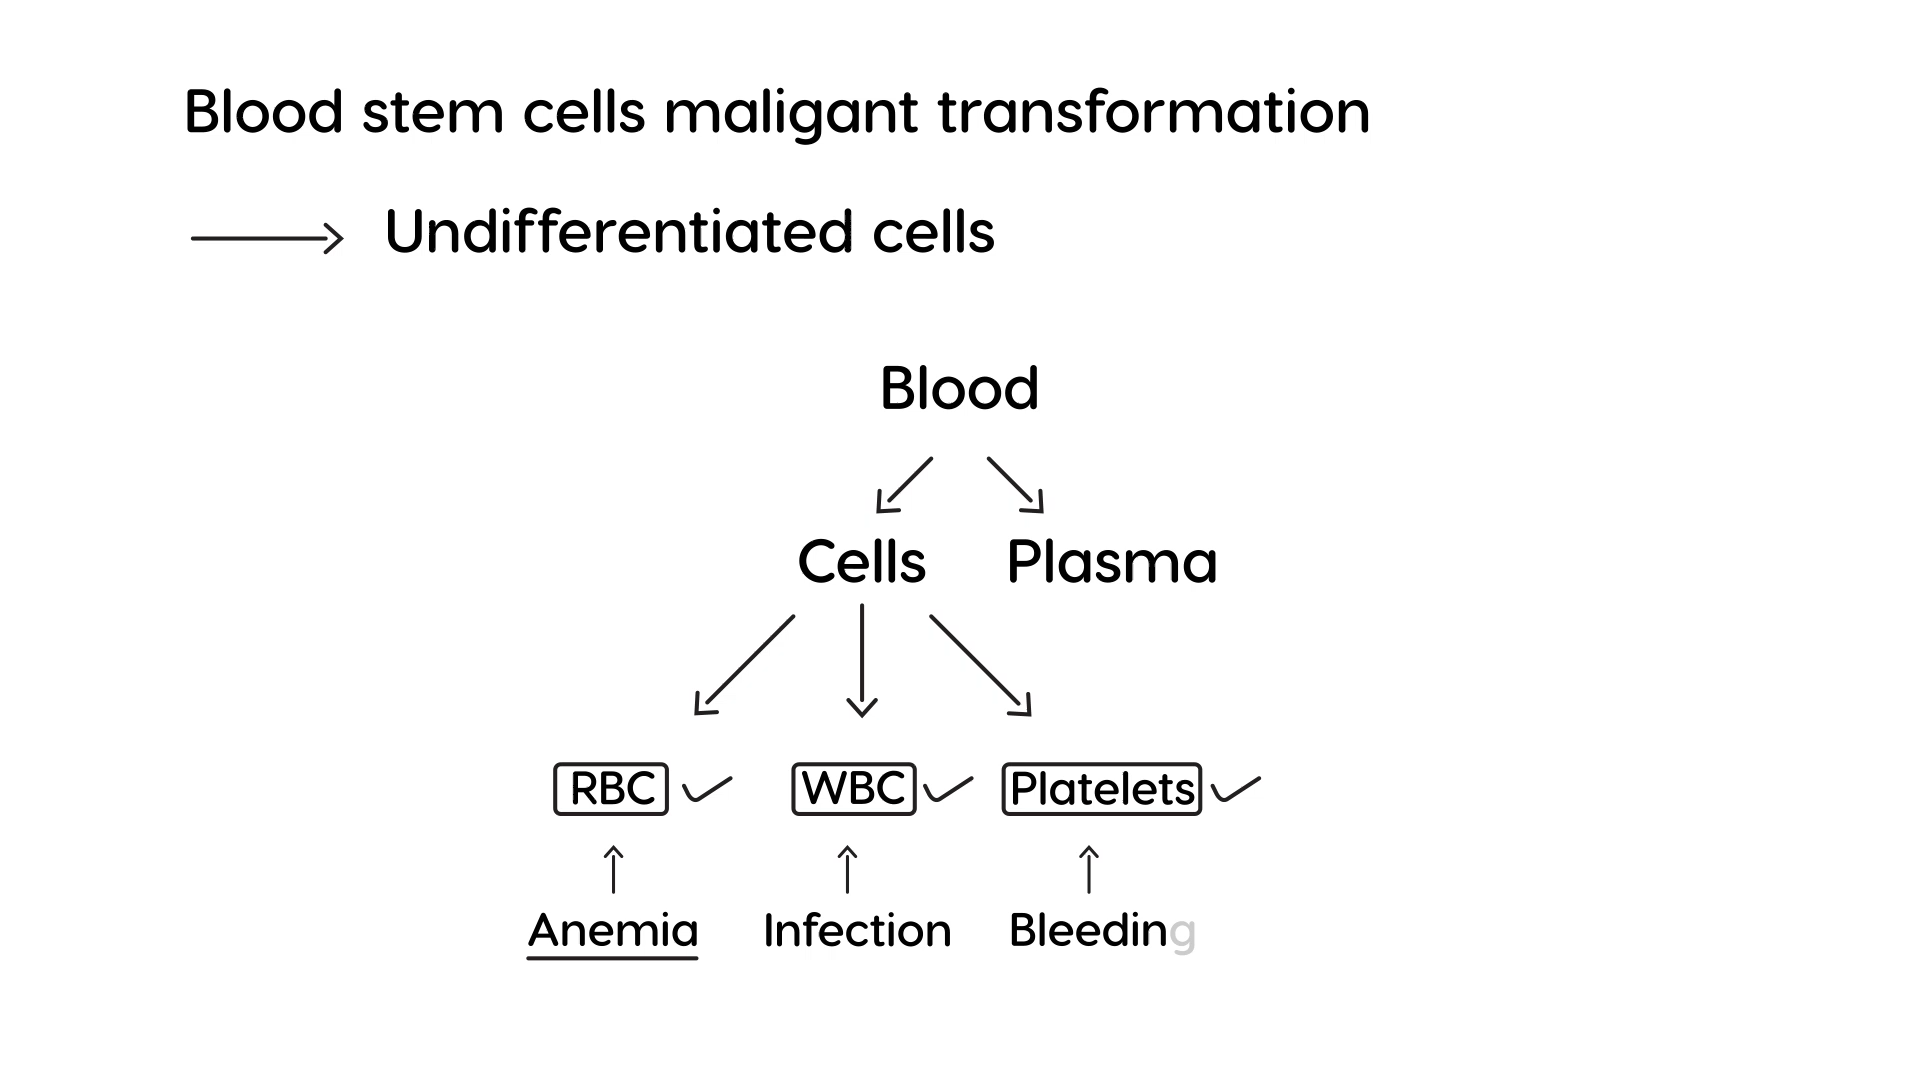 Blood stem cells maligant transformation
Undifferentiated cells
Blood
Cells Plasma
RBC WBC Platelets
Anemia Infection Bleeding